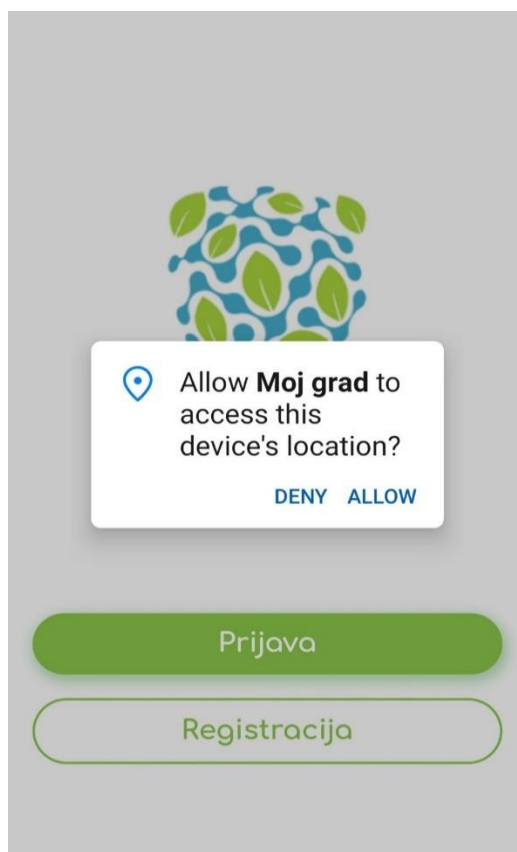 Allow Moj grad to
access this
device's location?
DENY ALLOW
Prijava
Registracija